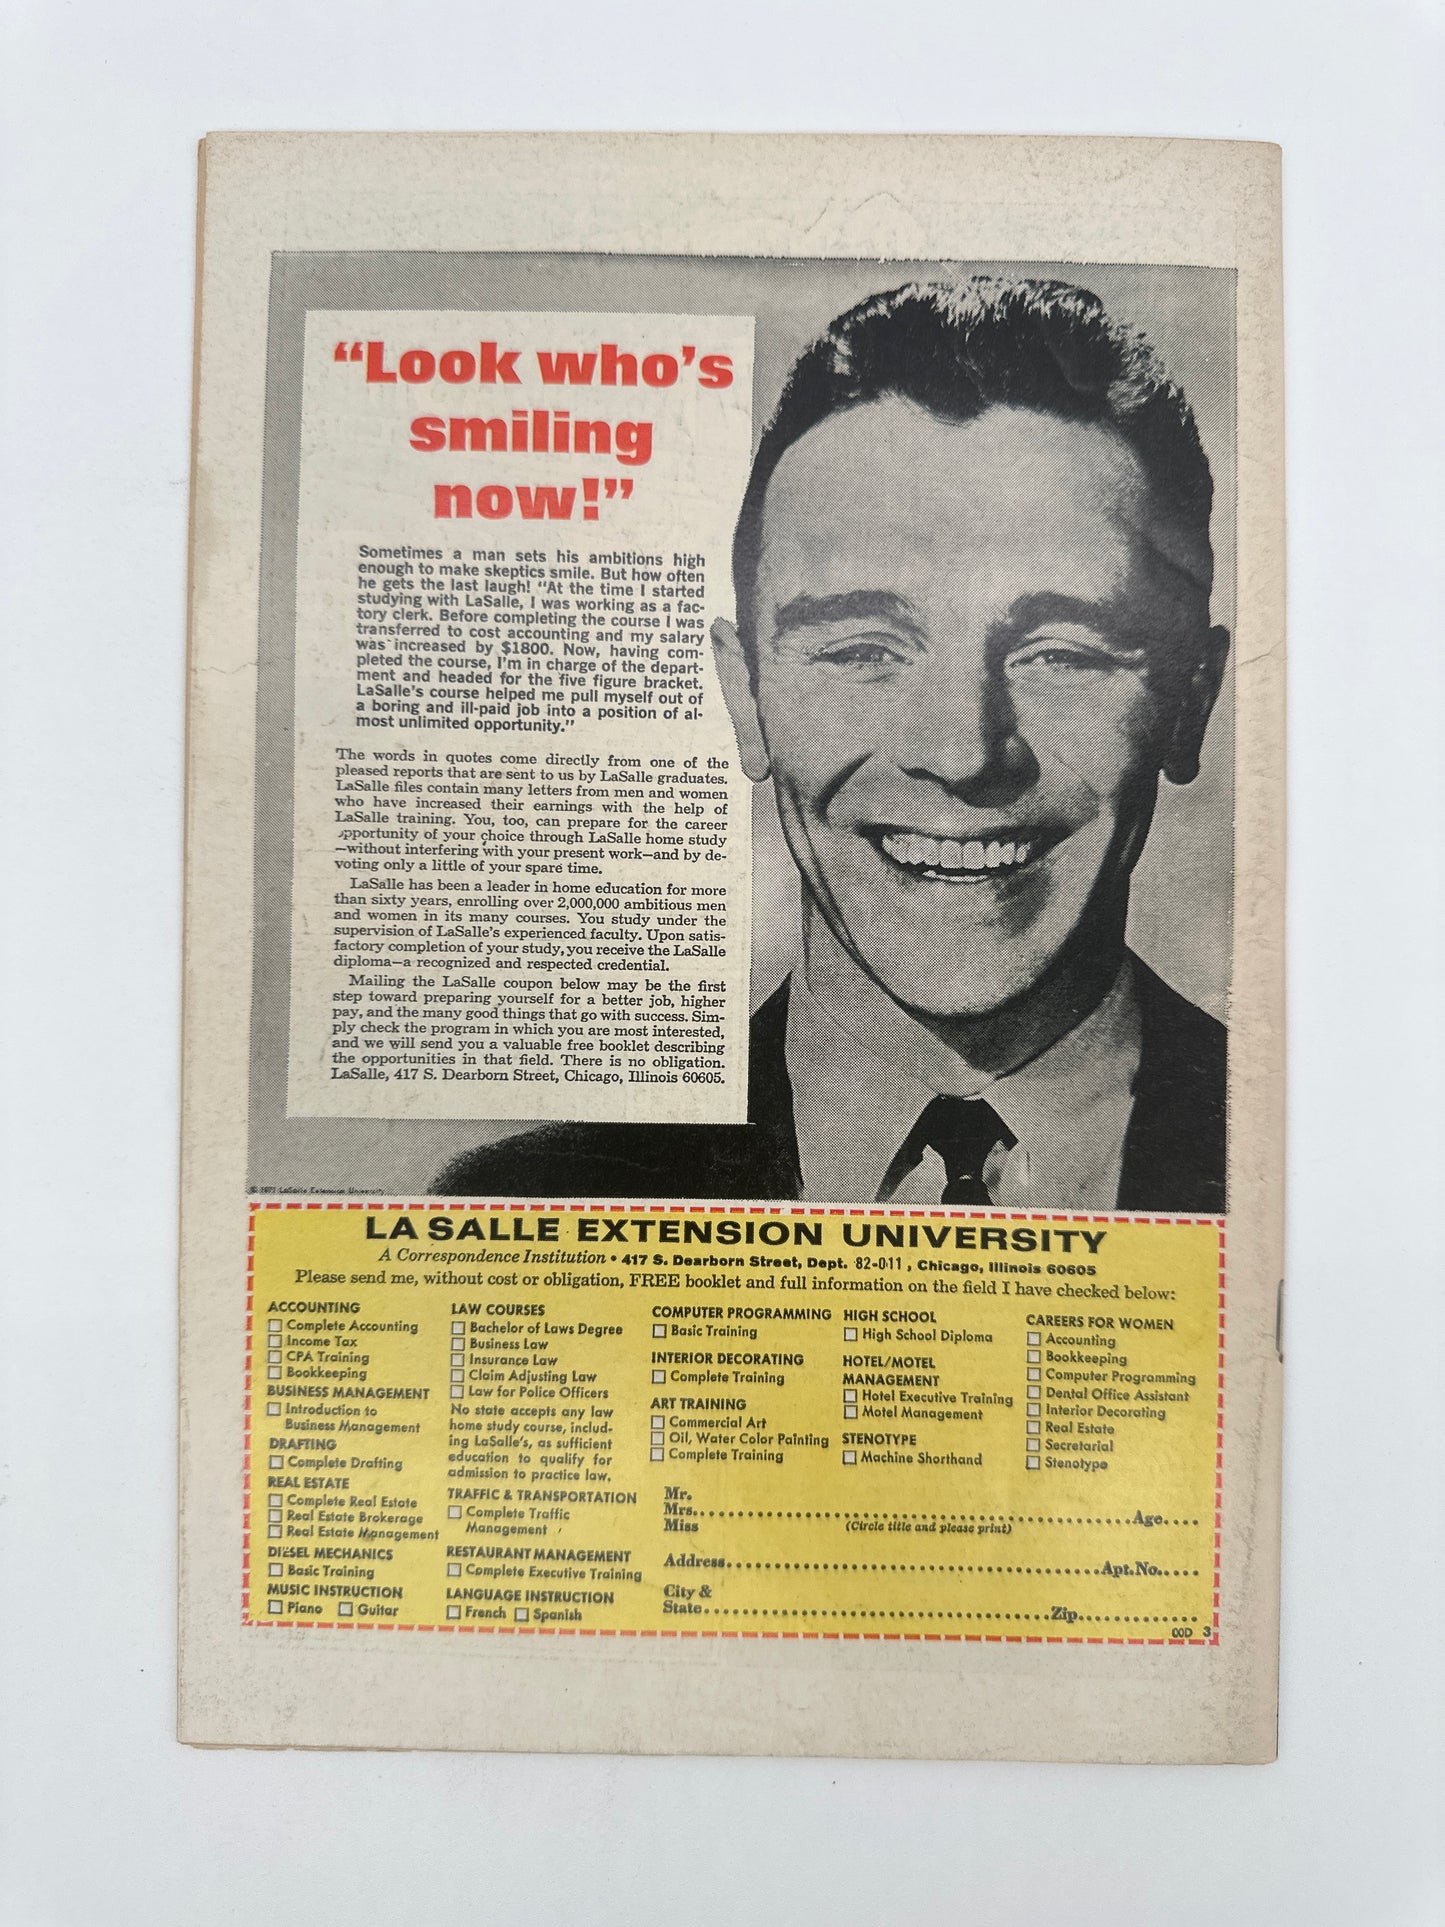 “Look who’s
smiling
now!”
Sometimes a man sets his ambitions high
enough to make skeptics smile. But how often
he gets the last laugh! “At the time I started
studying with LaSalle, I was working as a fac-
tory clerk. Before completing the course I was
transferred to cost accounting and my salary
was increased by $1800. Now, having com-
pleted the course, I’m in charge of the depart-
ment and headed for the five figure bracket.
LaSalle’s course helped me pull myself out of
a boring and ill-paid job into a position of al-
most unlimited opportunity.”
The words in quotes come directly from one of the
pleased reports that are sent to us by LaSalle graduates.
LaSalle files contain many letters from men and women
who have increased their earnings with the help of
LaSalle training. You, too, can prepare for the career
opportunity of your choice through LaSalle home study
—without interfering with your present work—and by de-
voting only a little of your spare time.
LaSalle has been a leader in home education for more
than sixty years, enrolling over 2,000,000 ambitious men
and women in its many courses. You study under the
supervision of LaSalle’s experienced faculty. Upon satis-
factory completion of your study, you receive the LaSalle
diploma—a recognized and respected credential.
Mailing the LaSalle coupon below may be the first
step toward preparing yourself for a better job, higher
pay, and the many good things that go with success. Sim-
ply check the program in which you are most interested,
and we will send you a valuable free booklet describing
the opportunities in that field. There is no obligation.
LaSalle, 417 S. Dearborn Street, Chicago, Illinois 60605.
© 1971 LaSalle Extension University
LA SALLE EXTENSION UNIVERSITY
A Correspondence Institution • 417 S. Dearborn Street, Dept. 82-011, Chicago, Illinois 60605
Please send me, without cost or obligation, FREE booklet and full information on the field I have checked below:
ACCOUNTING
Complete Accounting
Income Tax
CPA Training
Bookkeeping
BUSINESS MANAGEMENT
Introduction to
Business Management
DRAFTING
Complete Drafting
REAL ESTATE
Complete Real Estate
Real Estate Brokerage
Real Estate Management
DIESEL MECHANICS
Basic Training
MUSIC INSTRUCTION
Piano Guitar
LAW COURSES
Bachelor of Laws Degree
Business Law
Insurance Law
Claim Adjusting Law
Law for Police Officers
No state accepts any law
home study course, includ-
ing LaSalle’s, as sufficient
education to qualify for
admission to practice law.
TRAFFIC & TRANSPORTATION
Complete Traffic
Management
RESTAURANT MANAGEMENT
Complete Executive Training
LANGUAGE INSTRUCTION
French Spanish
COMPUTER PROGRAMMING
Basic Training
INTERIOR DECORATING
Complete Training
ART TRAINING
Commercial Art
Oil, Water Color Painting
Complete Training
HIGH SCHOOL
High School Diploma
HOTEL/MOTEL
MANAGEMENT
Hotel Executive Training
Motel Management
STENOTYPE
Machine Shorthand
CAREERS FOR WOMEN
Accounting
Bookkeeping
Computer Programming
Dental Office Assistant
Interior Decorating
Real Estate
Secretarial
Stenotype
Mr.
Mrs. Age
Miss (Circle title and please print)
Address Apt. No.
City &
State Zip
OOD 3